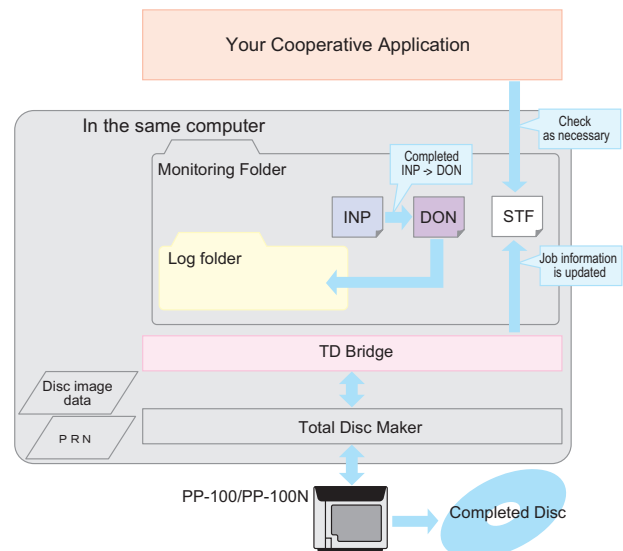 Your Cooperative Application
In the same computer
Check
as necessary
Monitoring Folder
Completed
INP -> DON
INP
DON
STF
Log folder
Job information
is updated
TD Bridge
Disc image
data
Total Disc Maker
P R N
PP-100/PP-100N
Completed Disc